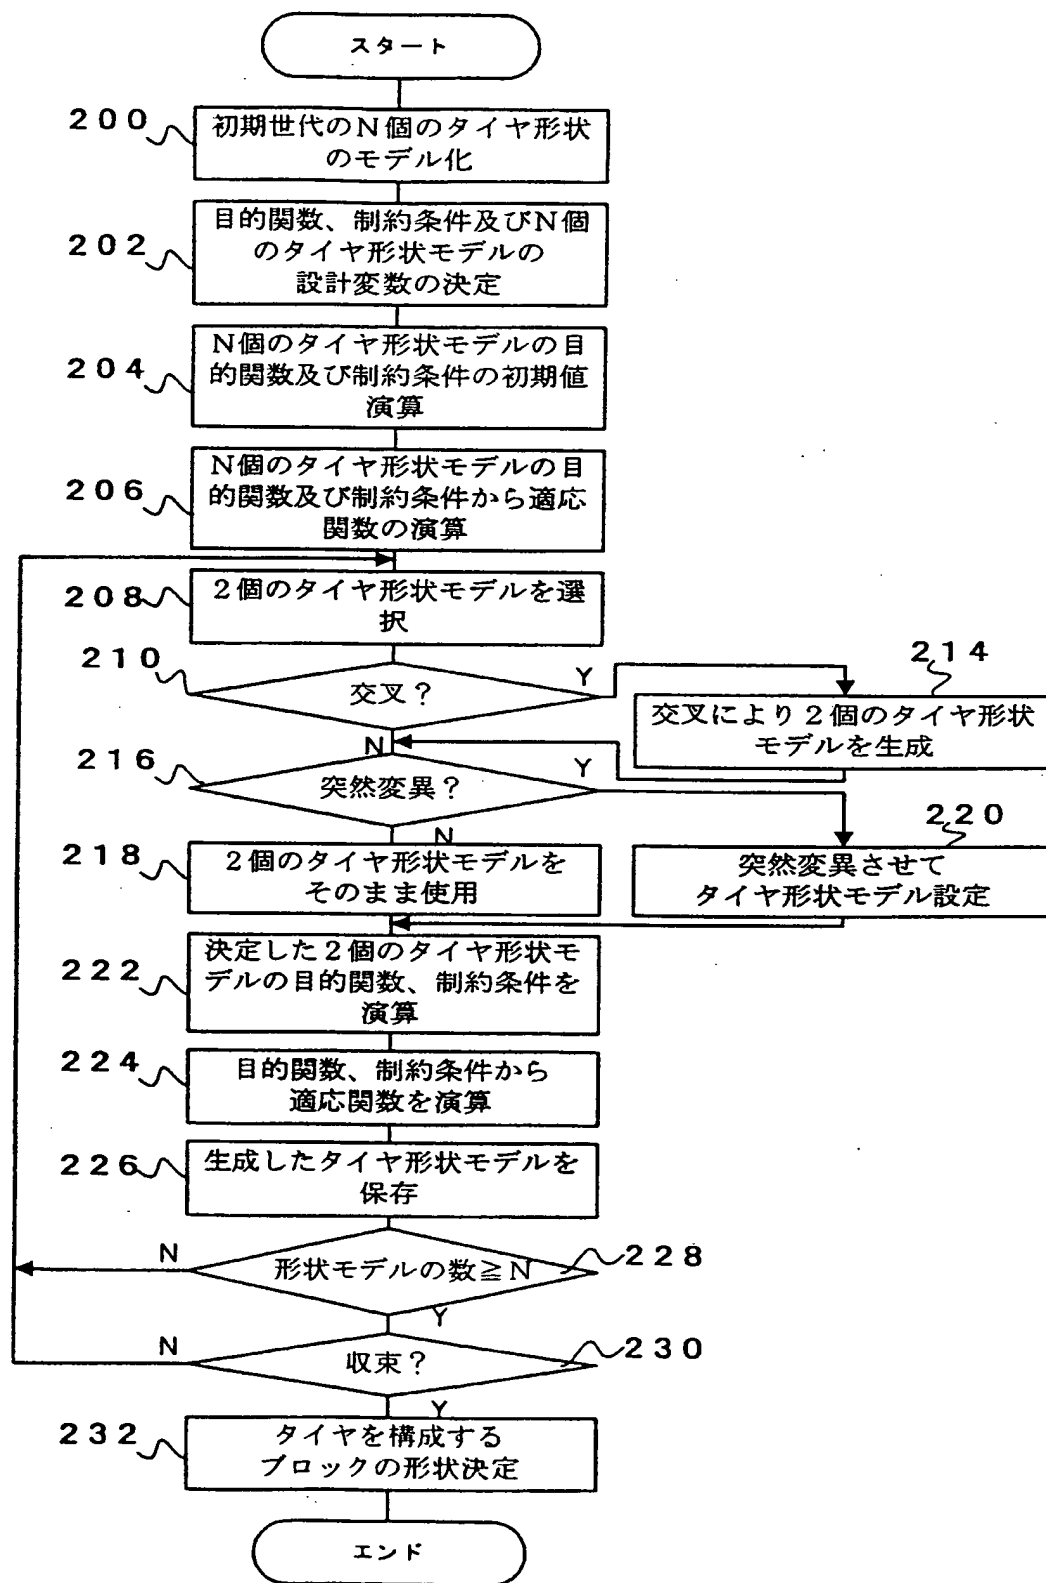 スタート
200
初期世代のN個のタイヤ形状
のモデル化
202
目的関数、制約条件及びN個
のタイヤ形状モデルの
設計変数の決定
204
N個のタイヤ形状モデルの目
的関数及び制約条件の初期値
演算
206
N個のタイヤ形状モデルの目
的関数及び制約条件から適応
関数の演算
208
2個のタイヤ形状モデルを選
択
210
交叉?
Y
N
214
交叉により2個のタイヤ形状
モデルを生成
216
突然変異?
Y
N
218
2個のタイヤ形状モデルを
そのまま使用
220
突然変異させて
タイヤ形状モデル設定
222
決定した2個のタイヤ形状モ
デルの目的関数、制約条件を
演算
224
目的関数、制約条件から
適応関数を演算
226
生成したタイヤ形状モデルを
保存
N
形状モデルの数≧N
228
Y
N
収束?
230
Y
232
タイヤを構成する
ブロックの形状決定
エンド